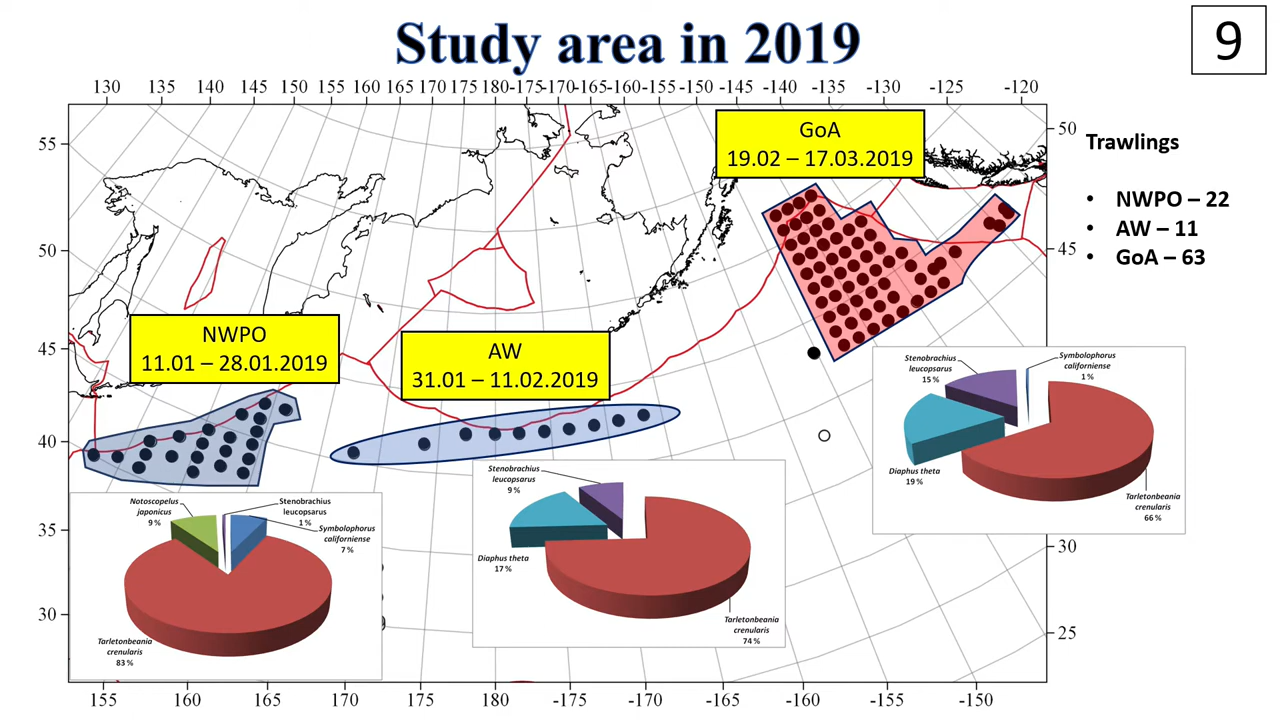 Study area in 2019
9
130 135 140 145 150 155 160 165 170 175 180 -175 -170 -165 -160 -155 -150 -145 -140 -135 -130 -125 -120
55
50
45
40
35
30
50
45
30
25
GoA
19.02 – 17.03.2019
NWPO
11.01 – 28.01.2019
AW
31.01 – 11.02.2019
Trawlings
• NWPO – 22
• AW – 11
• GoA – 63
Notoscopelus
japonicus
9 %
Stenobrachius
leucopsarus
1 %
Symbolophorus
californiense
7 %
Tarletonbeania
crenularis
83 %
Stenobrachius
leucopsarus
9 %
Diaphus theta
17 %
Tarletonbeania
crenularis
74 %
Stenobrachius
leucopsarus
15 %
Symbolophorus
californiense
1 %
Diaphus theta
19 %
Tarletonbeania
crenularis
66 %
155 160 165 170 175 180 -175 -170 -165 -160 -155 -150